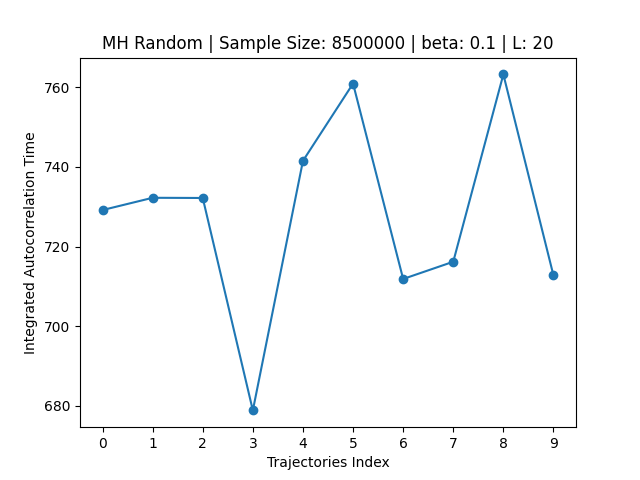 MH Random | Sample Size: 8500000 | beta: 0.1 | L: 20
Integrated Autocorrelation Time
760
740
720
700
680
0 1 2 3 4 5 6 7 8 9
Trajectories Index